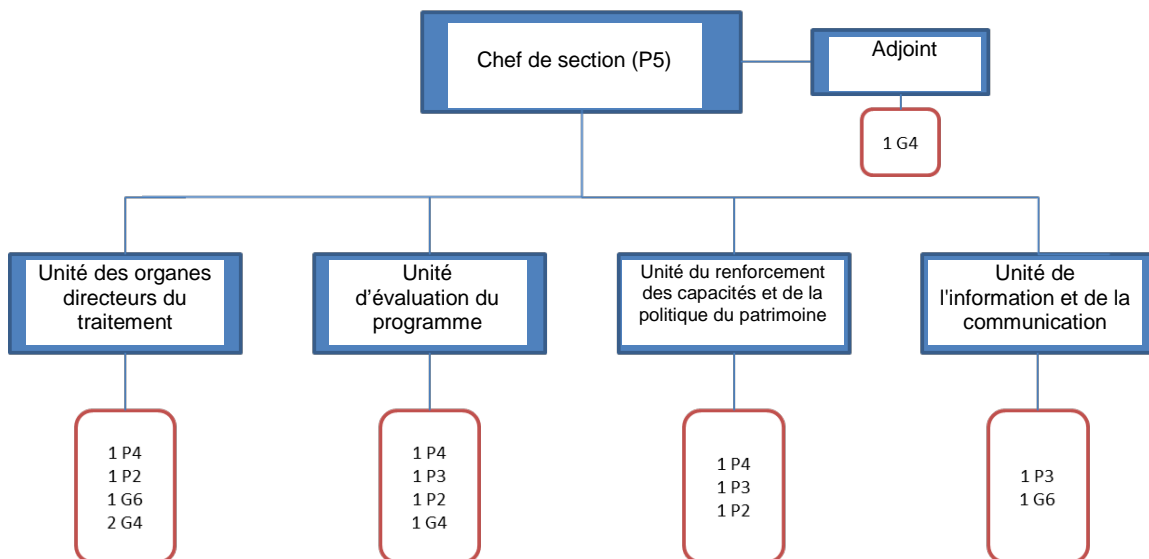 Chef de section (P5)
Adjoint
1 G4
Unité des organes
directeurs du
traitement
Unité
d’évaluation du
programme
Unité du renforcement
des capacités et de la
politique du patrimoine
Unité de
l'information et de la
communication
1 P4
1 P2
1 G6
2 G4
1 P4
1 P3
1 P2
1 G4
1 P4
1 P3
1 P2
1 P3
1 G6